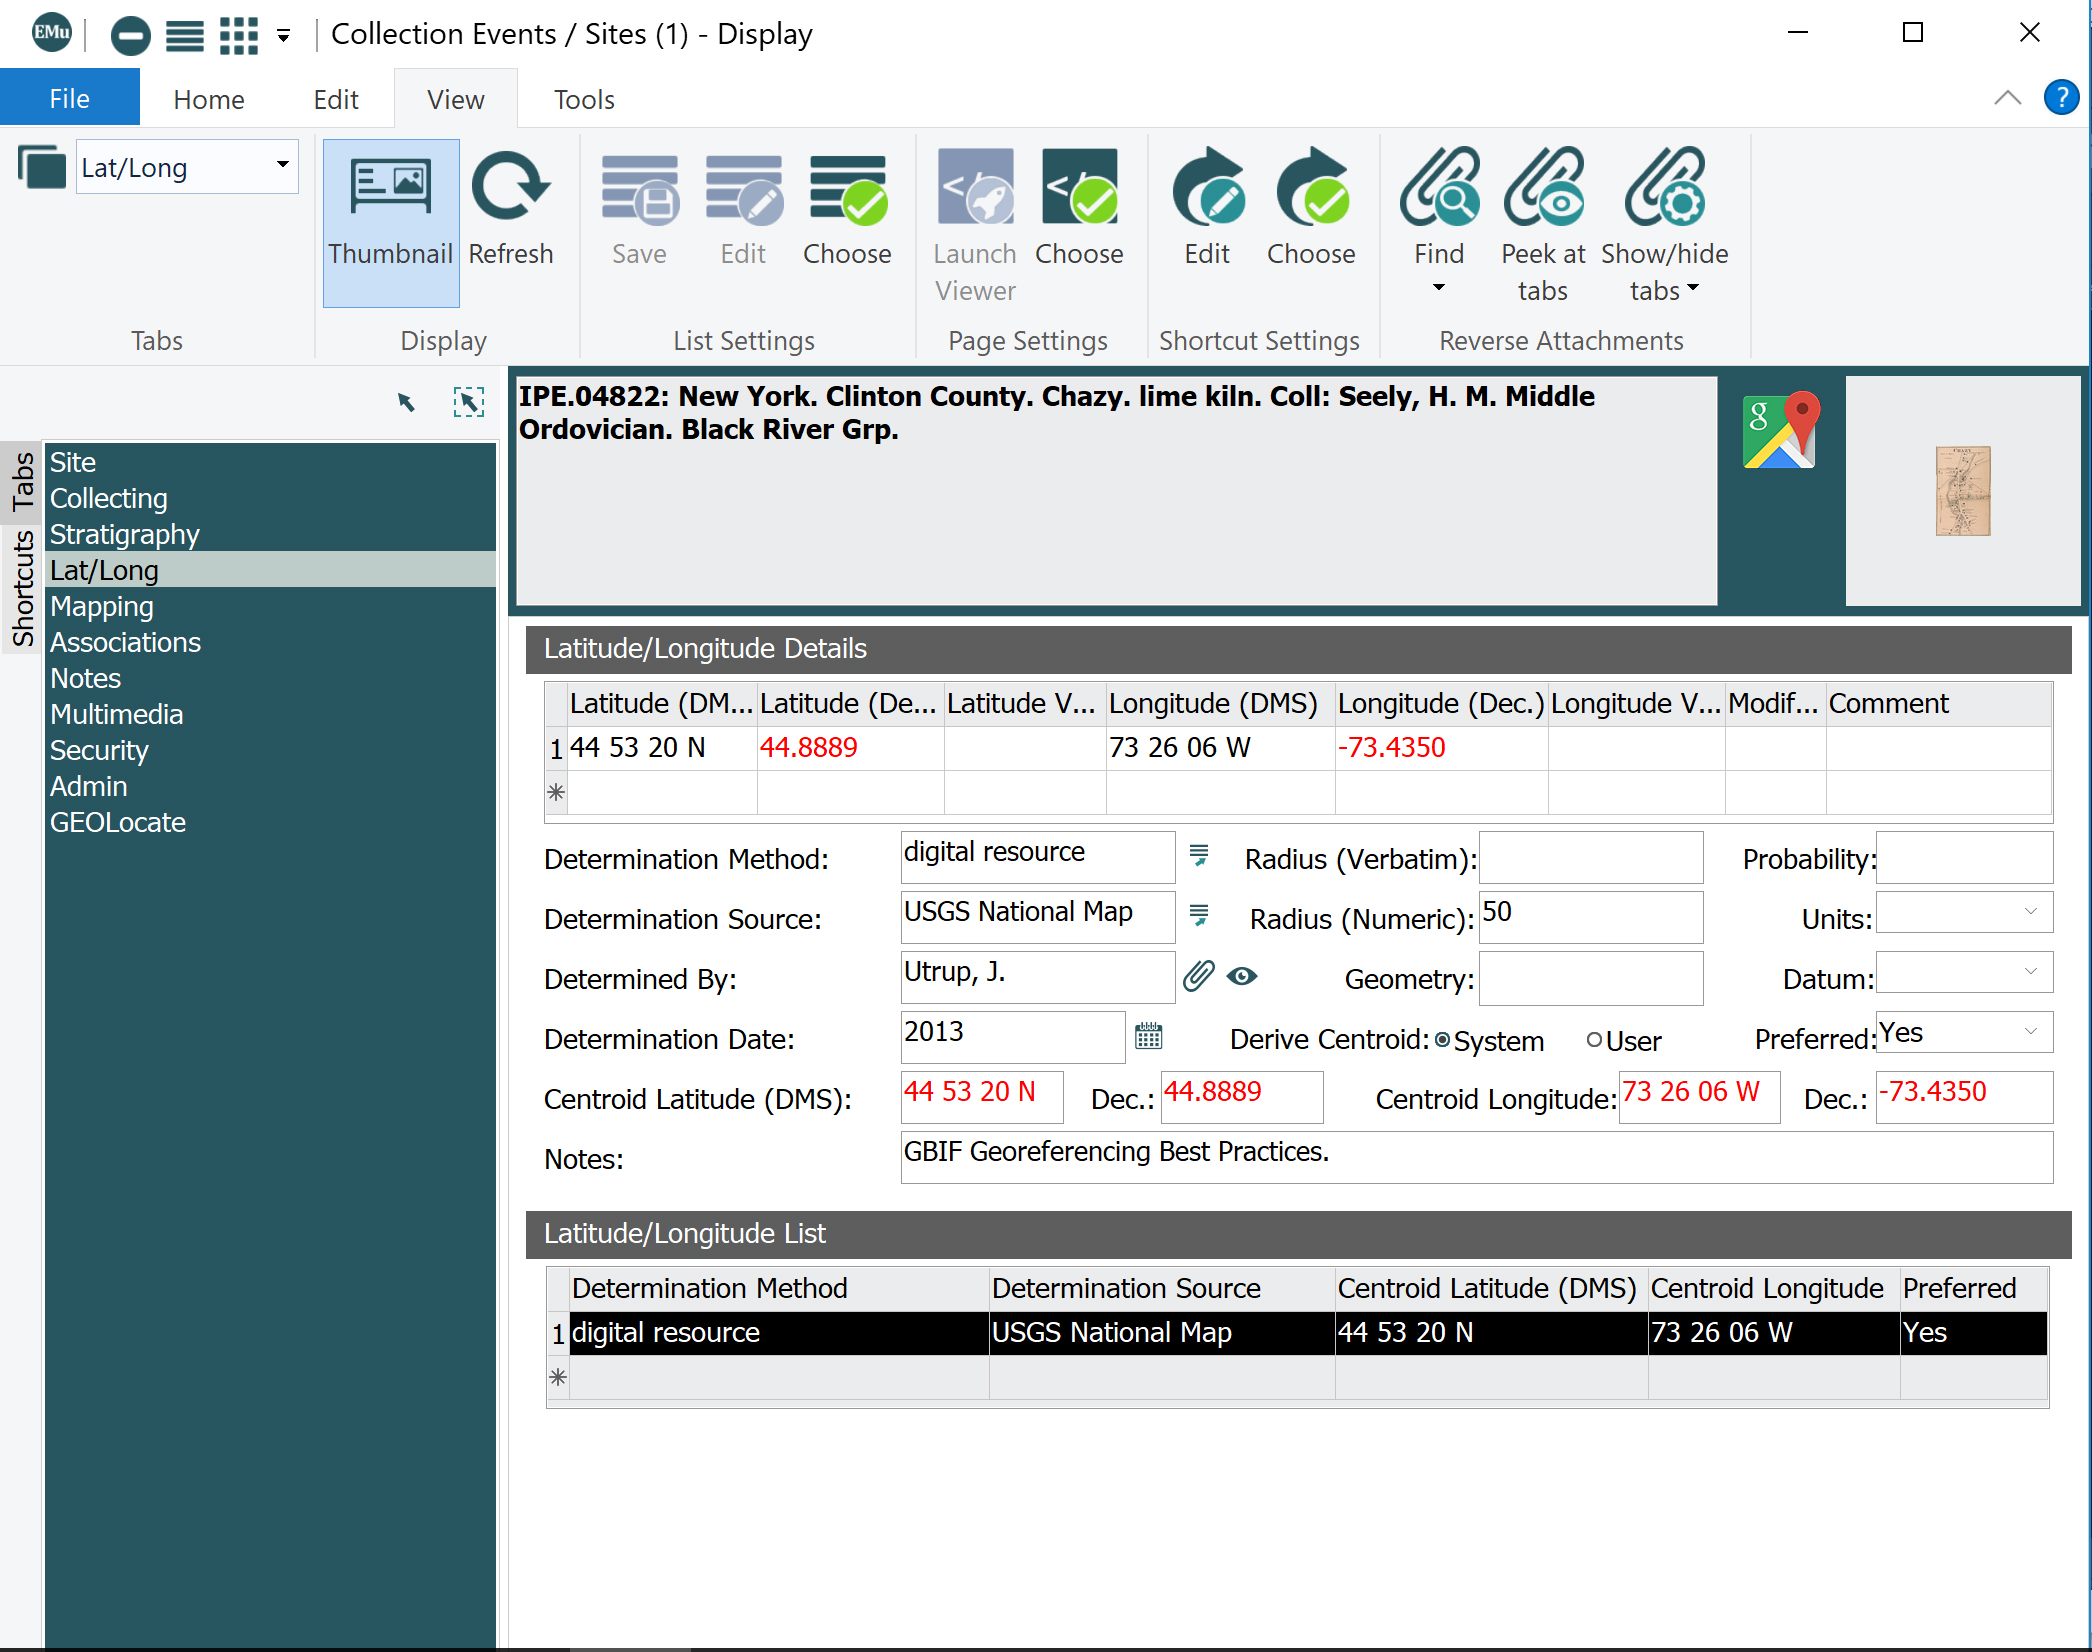 EMu
Collection Events / Sites (1) - Display
File Home Edit View Tools
?
Lat/Long
Thumbnail Refresh Save Edit Choose Launch Viewer Choose Edit Choose Find Peek at tabs Show/hide tabs
Tabs Display List Settings Page Settings Shortcut Settings Reverse Attachments
Tabs
Shortcuts
Site
Collecting
Stratigraphy
Lat/Long
Mapping
Associations
Notes
Multimedia
Security
Admin
GEOLocate
IPE.04822: New York. Clinton County. Chazy. lime kiln. Coll: Seely, H. M. Middle
Ordovician. Black River Grp.
g
Latitude/Longitude Details
Latitude (DM... Latitude (De... Latitude V... Longitude (DMS) Longitude (Dec.) Longitude V... Modif... Comment
1 44 53 20 N 44.8889 73 26 06 W -73.4350
Determination Method: digital resource Radius (Verbatim): Probability:
Determination Source: USGS National Map Radius (Numeric): 50 Units:
Determined By: Utrup, J. Geometry: Datum:
Determination Date: 2013 Derive Centroid: System User Preferred: Yes
Centroid Latitude (DMS): 44 53 20 N Dec.: 44.8889 Centroid Longitude: 73 26 06 W Dec.: -73.4350
Notes: GBIF Georeferencing Best Practices.
Latitude/Longitude List
Determination Method Determination Source Centroid Latitude (DMS) Centroid Longitude Preferred
1 digital resource USGS National Map 44 53 20 N 73 26 06 W Yes